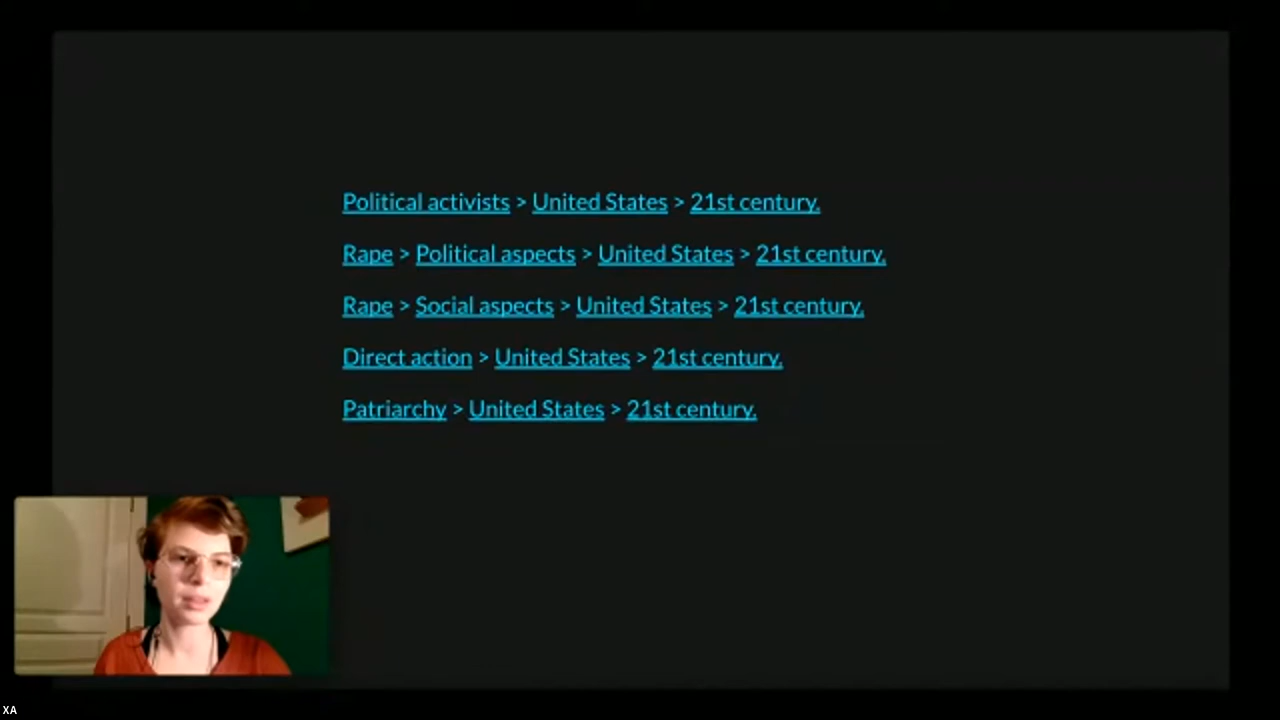 Political activists > United States > 21st century.
Rape > Political aspects > United States > 21st century.
Rape > Social aspects > United States > 21st century.
Direct action > United States > 21st century.
Patriarchy > United States > 21st century.
XA